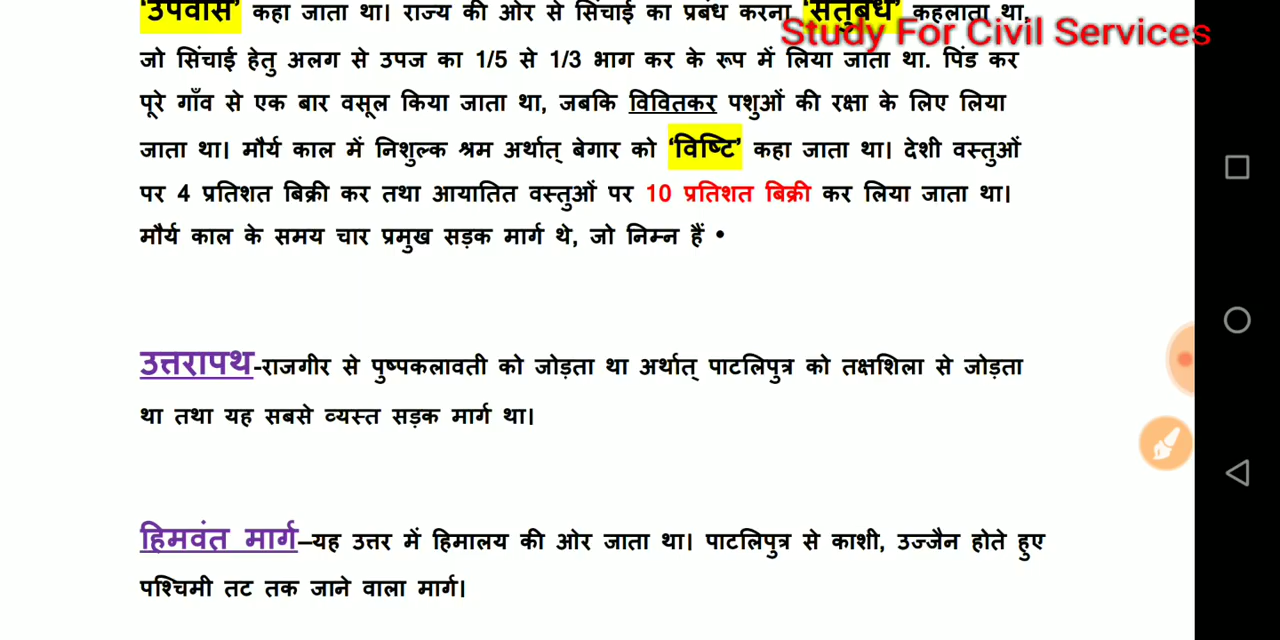 ‘उपवास’ कहा जाता था। राज्य की ओर से सिंचाई का प्रबंध करना ‘सेतुबंध’ कहलाता था,
Study For Civil Services
जो सिंचाई हेतु अलग से उपज का 1/5 से 1/3 भाग कर के रूप में लिया जाता था. पिंड कर
पूरे गाँव से एक बार वसूल किया जाता था, जबकि विवितकर पशुओं की रक्षा के लिए लिया
जाता था। मौर्य काल में निशुल्क श्रम अर्थात् बेगार को ‘विष्टि’ कहा जाता था। देशी वस्तुओं
पर 4 प्रतिशत बिक्री कर तथा आयातित वस्तुओं पर 10 प्रतिशत बिक्री कर लिया जाता था।
मौर्य काल के समय चार प्रमुख सड़क मार्ग थे, जो निम्न हैं •
उत्तरापथ-राजगीर से पुष्पकलावती को जोड़ता था अर्थात् पाटलिपुत्र को तक्षशिला से जोड़ता
था तथा यह सबसे व्यस्त सड़क मार्ग था।
हिमवंत मार्ग–यह उत्तर में हिमालय की ओर जाता था। पाटलिपुत्र से काशी, उज्जैन होते हुए
पश्चिमी तट तक जाने वाला मार्ग।